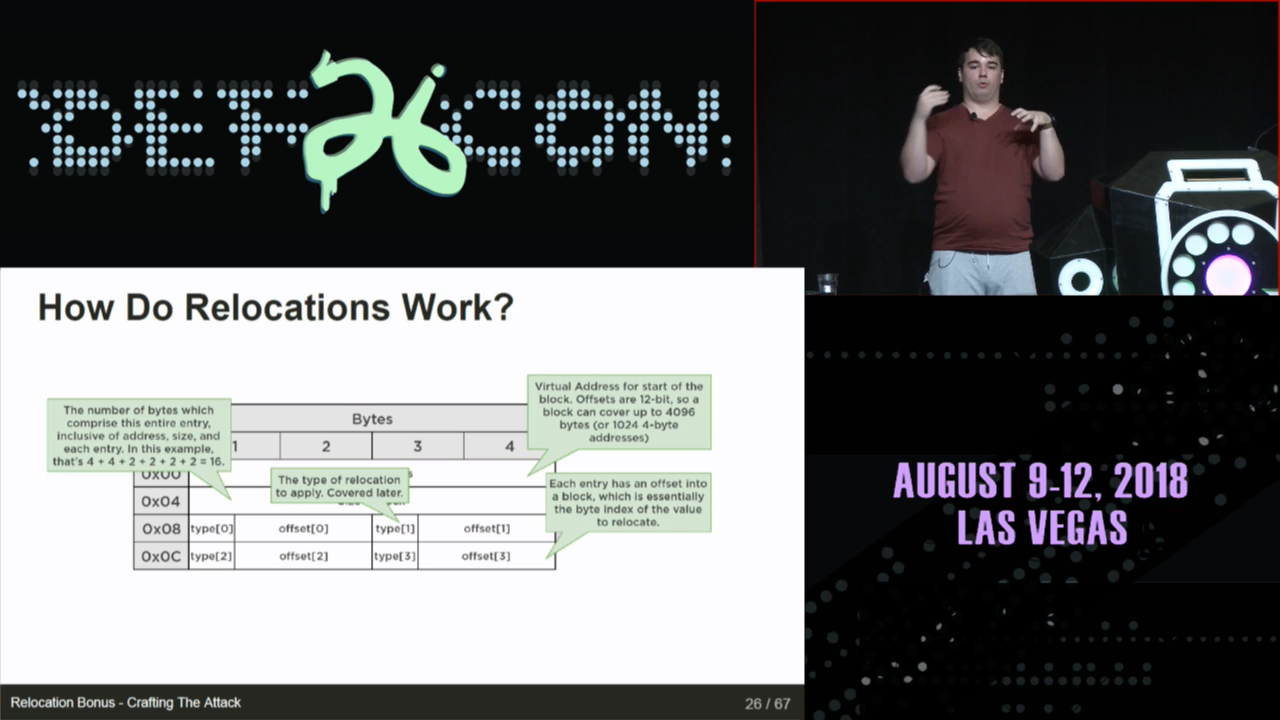 DEF 26 CON
How Do Relocations Work?
The number of bytes which
comprise this entire entry,
inclusive of address, size, and
each entry. In this example,
that's 4 + 4 + 2 + 2 + 2 + 2 = 16.
Virtual Address for start of the
block. Offsets are 12-bit, so a
block can cover up to 4096
bytes (or 1024 4-byte
addresses)
Bytes
1 2 3 4
The type of relocation
to apply. Covered later.
Each entry has an offset into
a block, which is essentially
the byte index of the value
to relocate.
0x00
0x04
0x08 type[0] offset[0] type[1] offset[1]
0x0C type[2] offset[2] type[3] offset[3]
AUGUST 9-12, 2018
LAS VEGAS
Relocation Bonus - Crafting The Attack
26 / 67